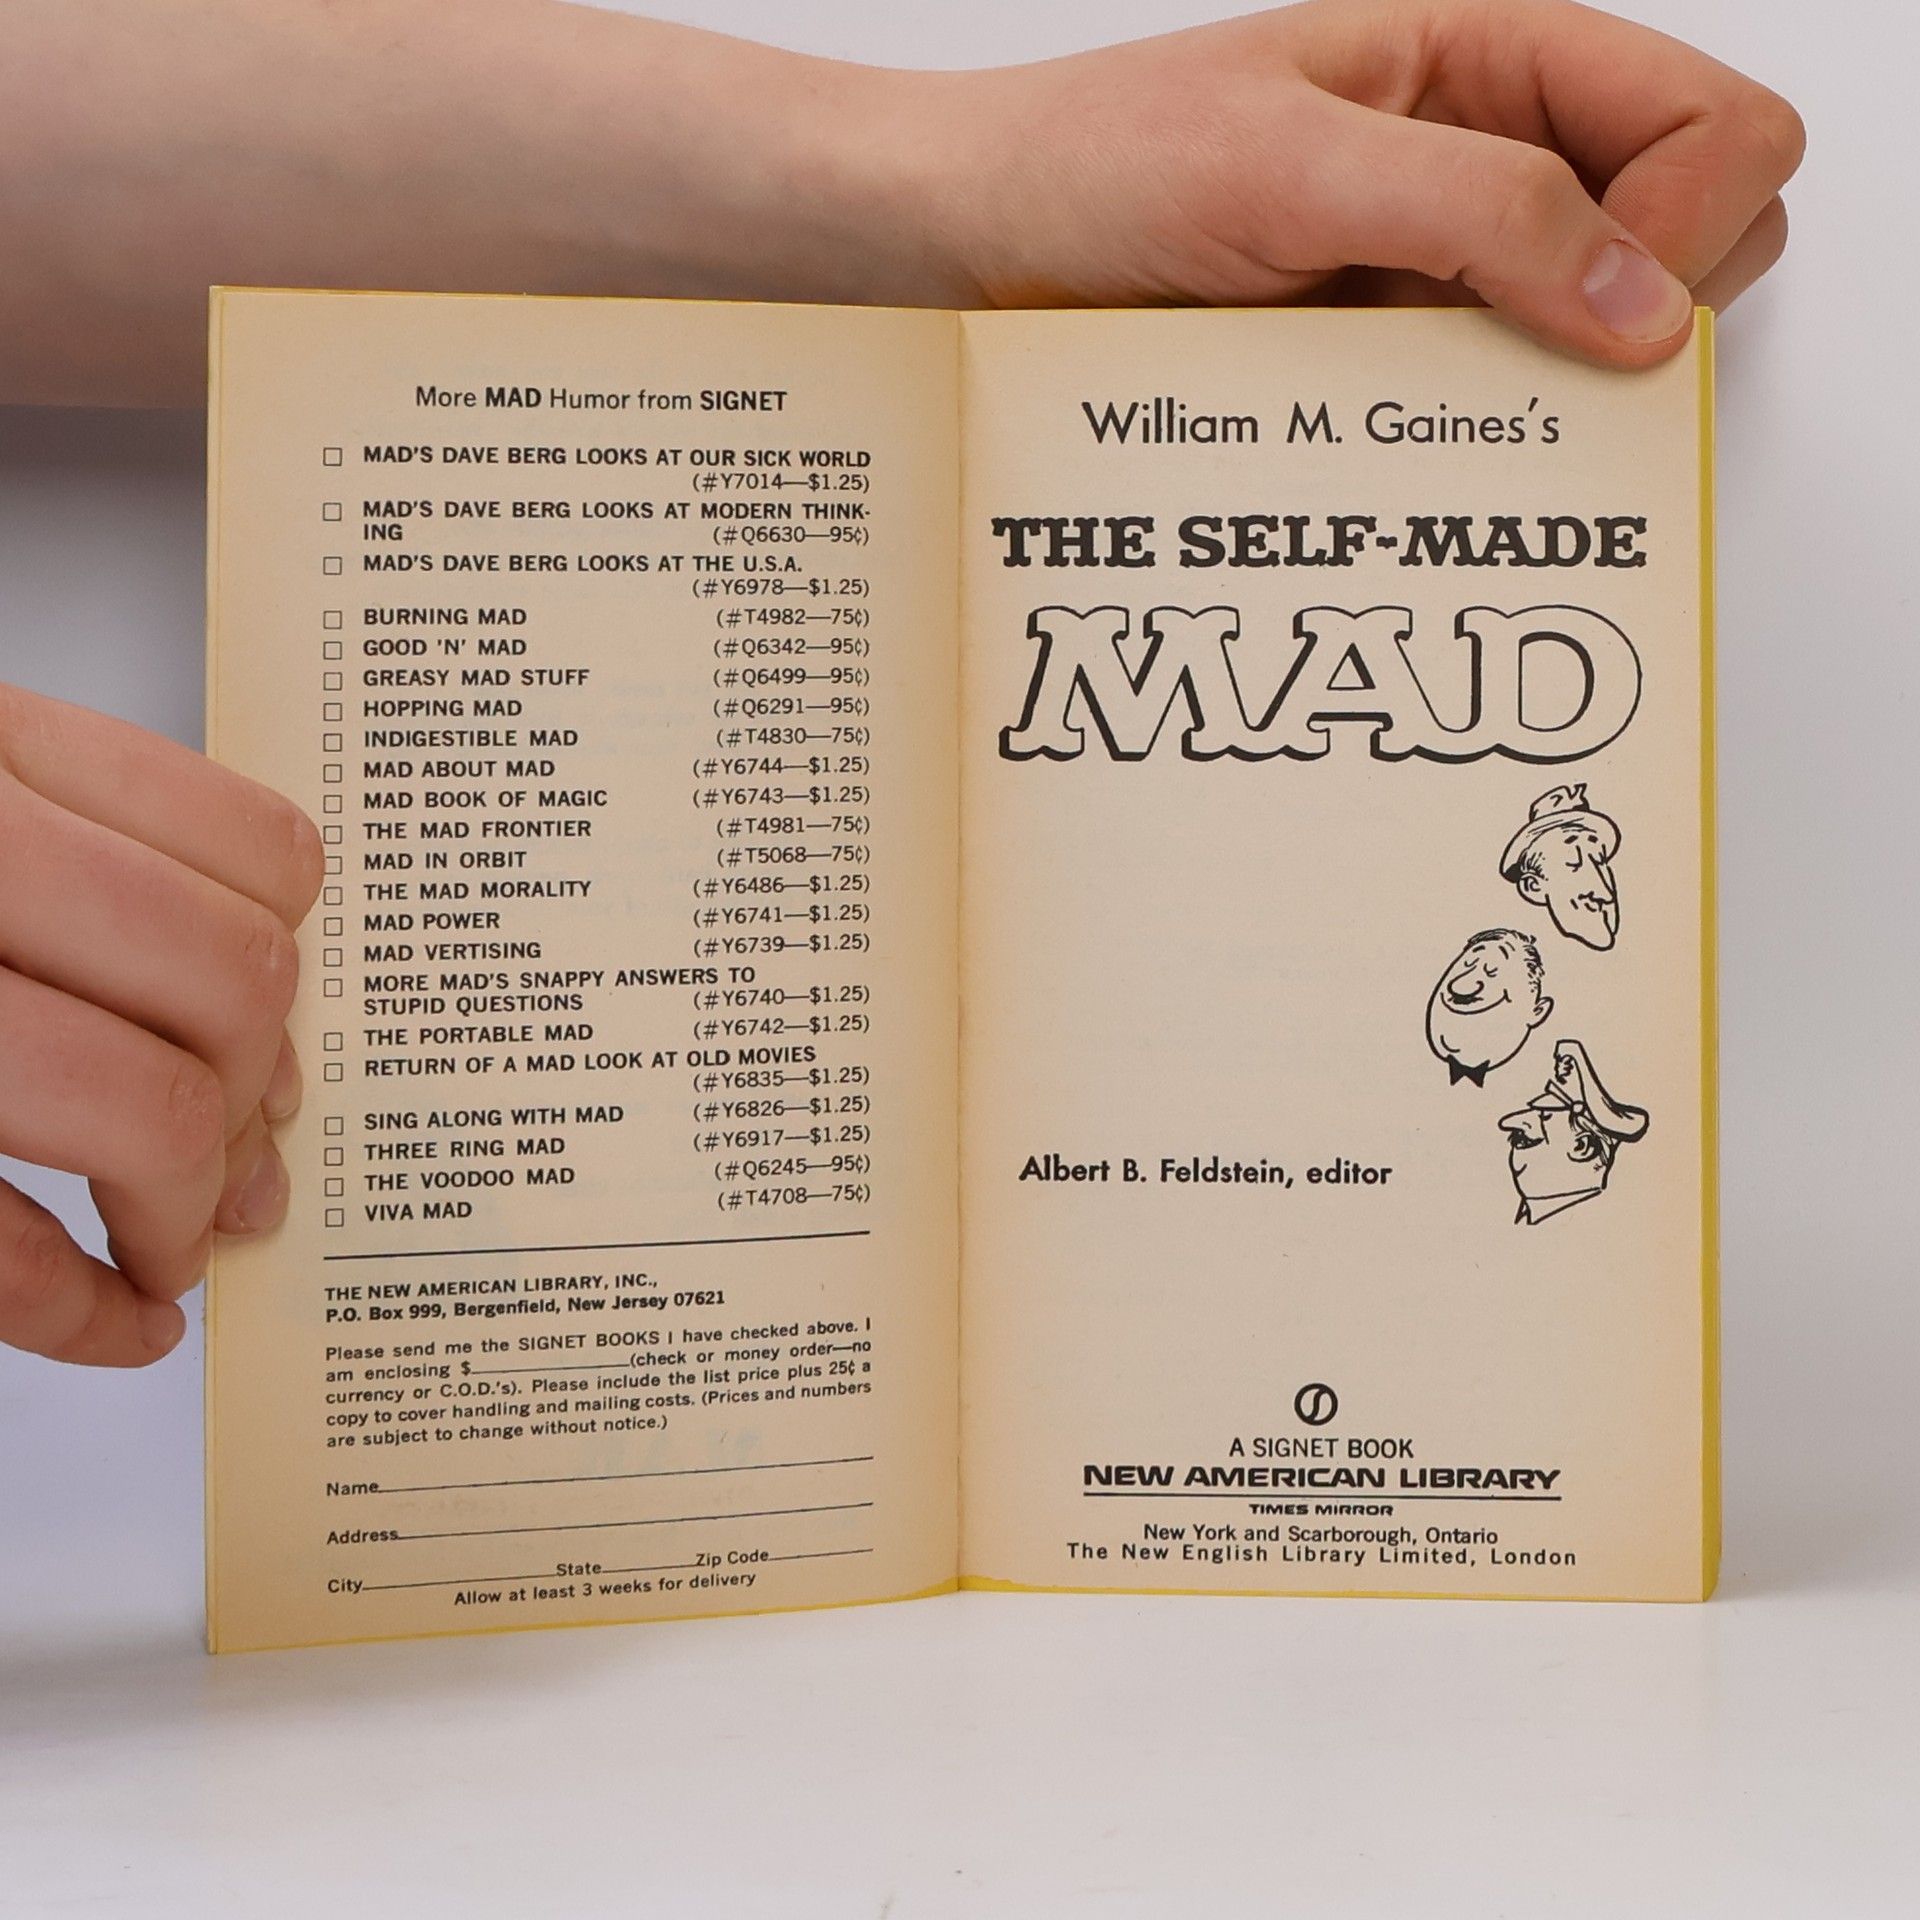 More MAD Humor from SIGNET
□ MAD'S DAVE BERG LOOKS AT OUR SICK WORLD
(#Y7014—$1.25)
□ MAD'S DAVE BERG LOOKS AT MODERN THINK-
ING (#Q6630—95¢)
□ MAD'S DAVE BERG LOOKS AT THE U.S.A.
(#Y6978—$1.25)
□ BURNING MAD (#T4982—75¢)
□ GOOD 'N' MAD (#Q6342—95¢)
□ GREASY MAD STUFF (#Q6499—95¢)
□ HOPPING MAD (#Q6291—95¢)
□ INDIGESTIBLE MAD (#T4830—75¢)
□ MAD ABOUT MAD (#Y6744—$1.25)
□ MAD BOOK OF MAGIC (#Y6743—$1.25)
□ THE MAD FRONTIER (#T4981—75¢)
□ MAD IN ORBIT (#T5068—75¢)
□ THE MAD MORALITY (#Y6486—$1.25)
□ MAD POWER (#Y6741—$1.25)
□ MAD VERTISING (#Y6739—$1.25)
□ MORE MAD'S SNAPPY ANSWERS TO
STUPID QUESTIONS (#Y6740—$1.25)
□ THE PORTABLE MAD (#Y6742—$1.25)
□ RETURN OF A MAD LOOK AT OLD MOVIES
(#Y6835—$1.25)
□ SING ALONG WITH MAD (#Y6826—$1.25)
□ THREE RING MAD (#Y6917—$1.25)
□ THE VOODOO MAD (#Q6245—95¢)
□ VIVA MAD (#T4708—75¢)
THE NEW AMERICAN LIBRARY, INC.,
P.O. Box 999, Bergenfield, New Jersey 07621
Please send me the SIGNET BOOKS I have checked above. I
am enclosing $____________(check or money order—no
currency or C.O.D.'s). Please include the list price plus 25¢ a
copy to cover handling and mailing costs. (Prices and numbers
are subject to change without notice.)
Name____________
Address____________
City____________State________Zip Code________
Allow at least 3 weeks for delivery
William M. Gaines's
THE SELF-MADE
MAD
Albert B. Feldstein, editor
A SIGNET BOOK
NEW AMERICAN LIBRARY
TIMES MIRROR
New York and Scarborough, Ontario
The New English Library Limited, London